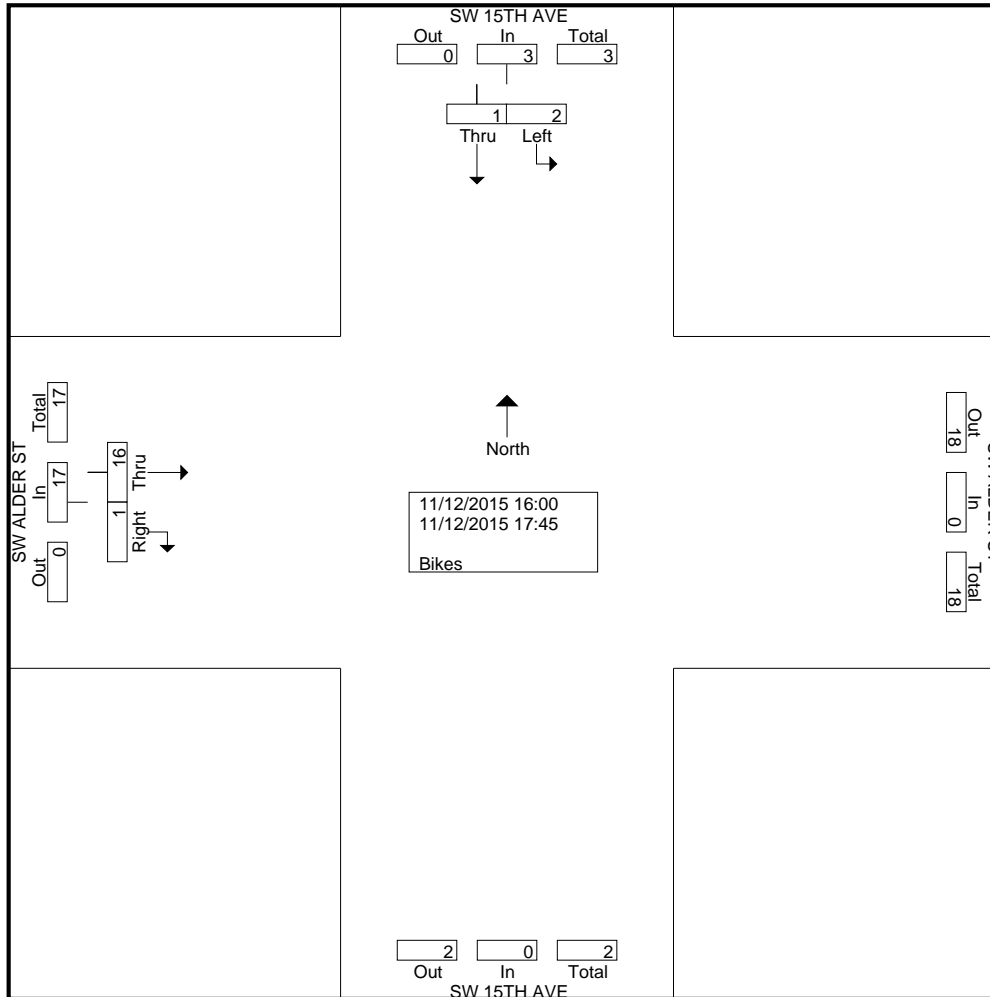 SW 15TH AVE
Out In Total
0 3 3
1 2
Thru Left
SW ALDER ST
Total In Out
17 17 0
16 1
Thru Right
North
11/12/2015 16:00
11/12/2015 17:45
Bikes
Out In Total
18 0 18
2 0 2
Out In Total
SW 15TH AVE